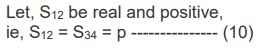 Let, S₁₂ be real and positive,
ie, S₁₂ = S₃₄ = p --------------- (10)